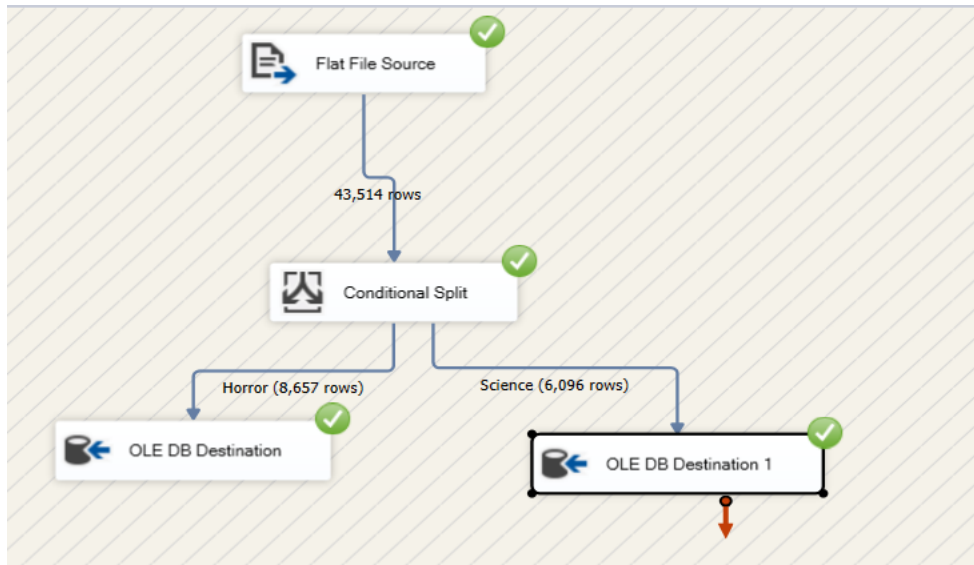 Flat File Source
43,514 rows
Conditional Split
Horror (8,657 rows)
Science (6,096 rows)
OLE DB Destination
OLE DB Destination 1